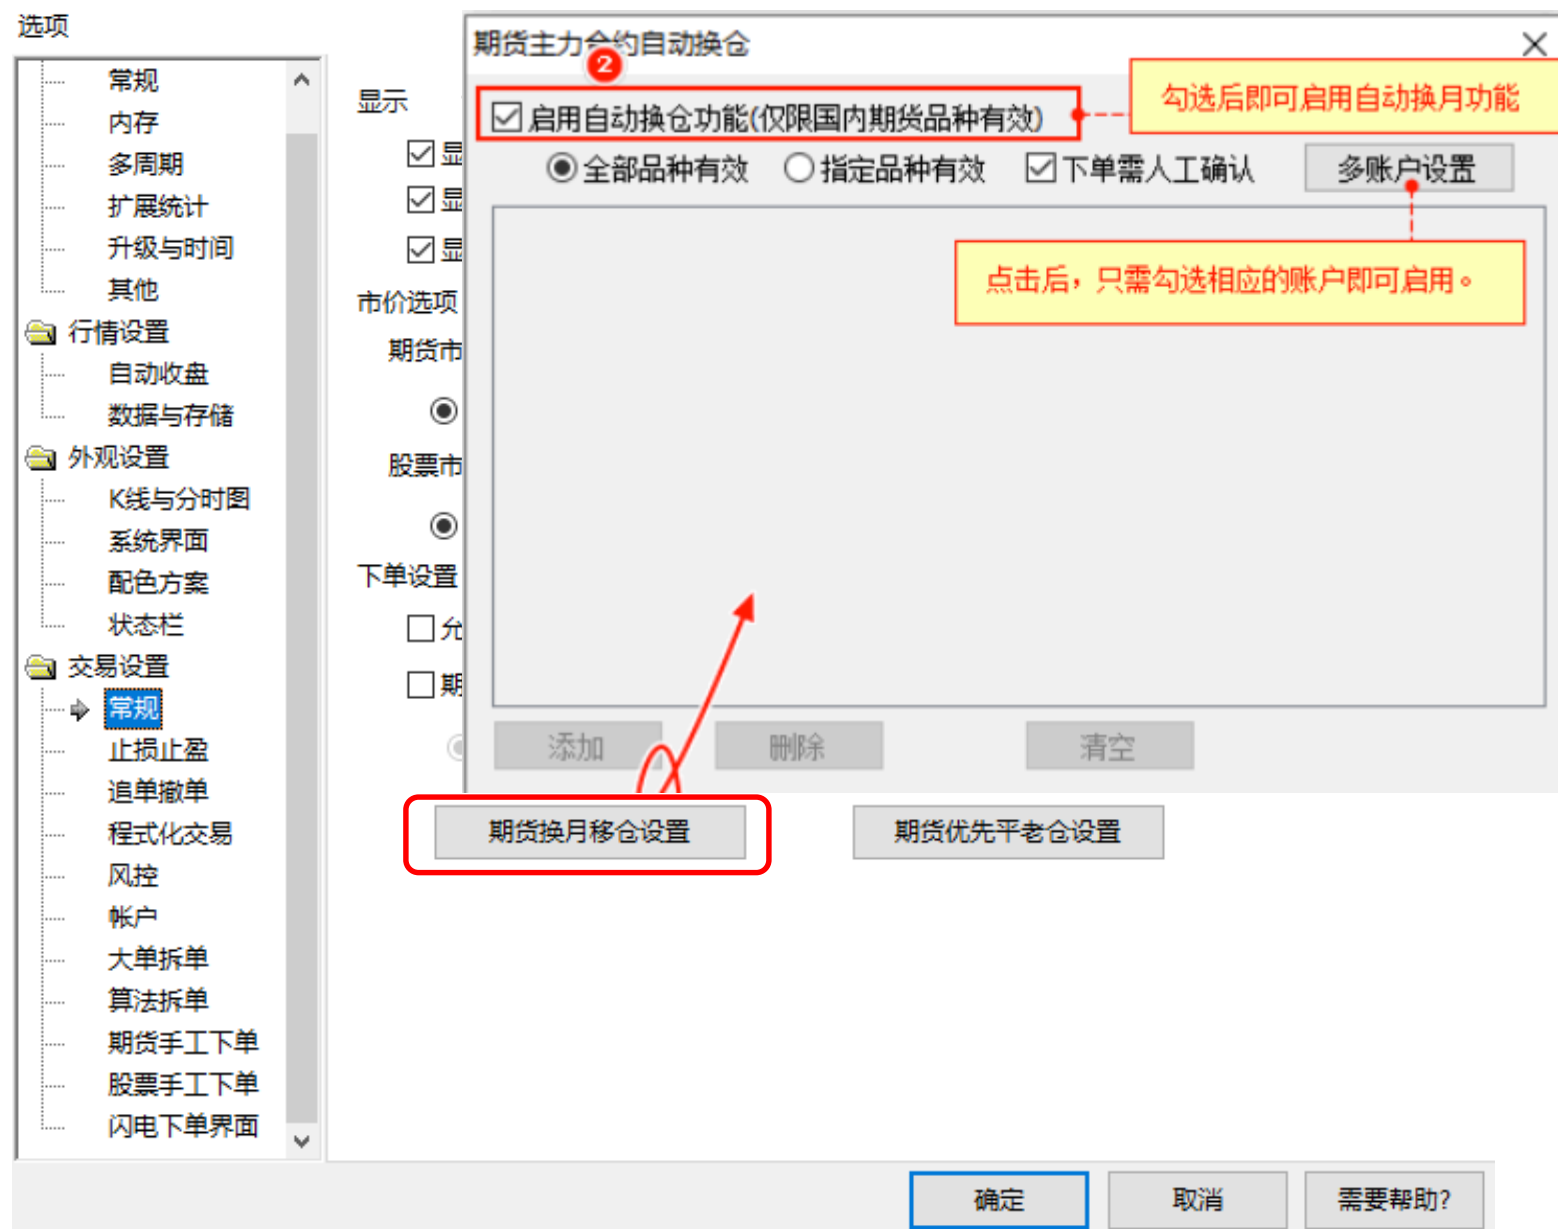 选项
常规
内存
多周期
扩展统计
升级与时间
其他
行情设置
自动收盘
数据与存储
外观设置
K线与分时图
系统界面
配色方案
状态栏
交易设置
常规
止损止盈
追单撤单
程式化交易
风控
帐户
大单拆单
算法拆单
期货手工下单
股票手工下单
闪电下单界面
显示
显
显
显
市价选项
期货市
股票市
下单设置
允
期
期货主力合约自动换仓
2
启用自动换仓功能(仅限国内期货品种有效)
勾选后即可启用自动换月功能
全部品种有效 指定品种有效 下单需人工确认 多账户设置
点击后，只需勾选相应的账户即可启用。
添加 删除 清空
期货换月移仓设置 期货优先平老仓设置
确定 取消 需要帮助?